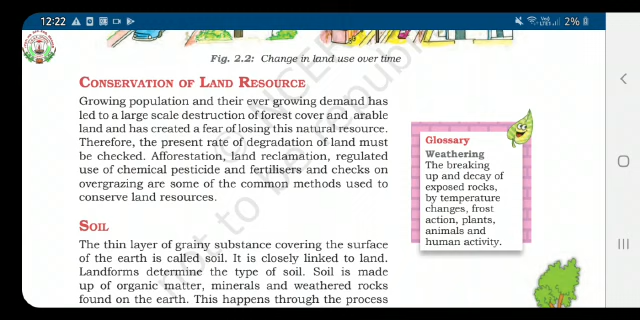 12:22
2%
Fig. 2.2: Change in land use over time
CONSERVATION OF LAND RESOURCE
Growing population and their ever growing demand has
led to a large scale destruction of forest cover and arable
land and has created a fear of losing this natural resource.
Therefore, the present rate of degradation of land must
be checked. Afforestation, land reclamation, regulated
use of chemical pesticide and fertilisers and checks on
overgrazing are some of the common methods used to
conserve land resources.
SOIL
The thin layer of grainy substance covering the surface
of the earth is called soil. It is closely linked to land.
Landforms determine the type of soil. Soil is made
up of organic matter, minerals and weathered rocks
found on the earth. This happens through the process
Glossary
Weathering
The breaking
up and decay of
exposed rocks,
by temperature
changes, frost
action, plants,
animals and
human activity.